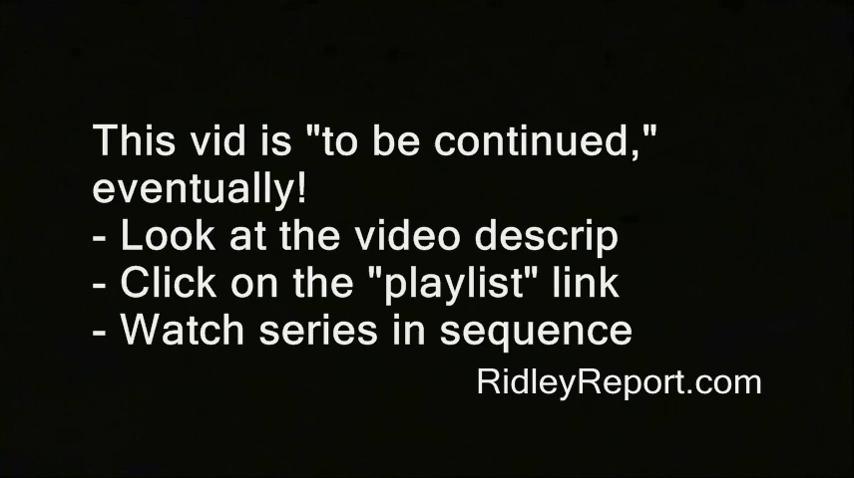 This vid is "to be continued,"
eventually!
- Look at the video descrip
- Click on the "playlist" link
- Watch series in sequence
RidleyReport.com